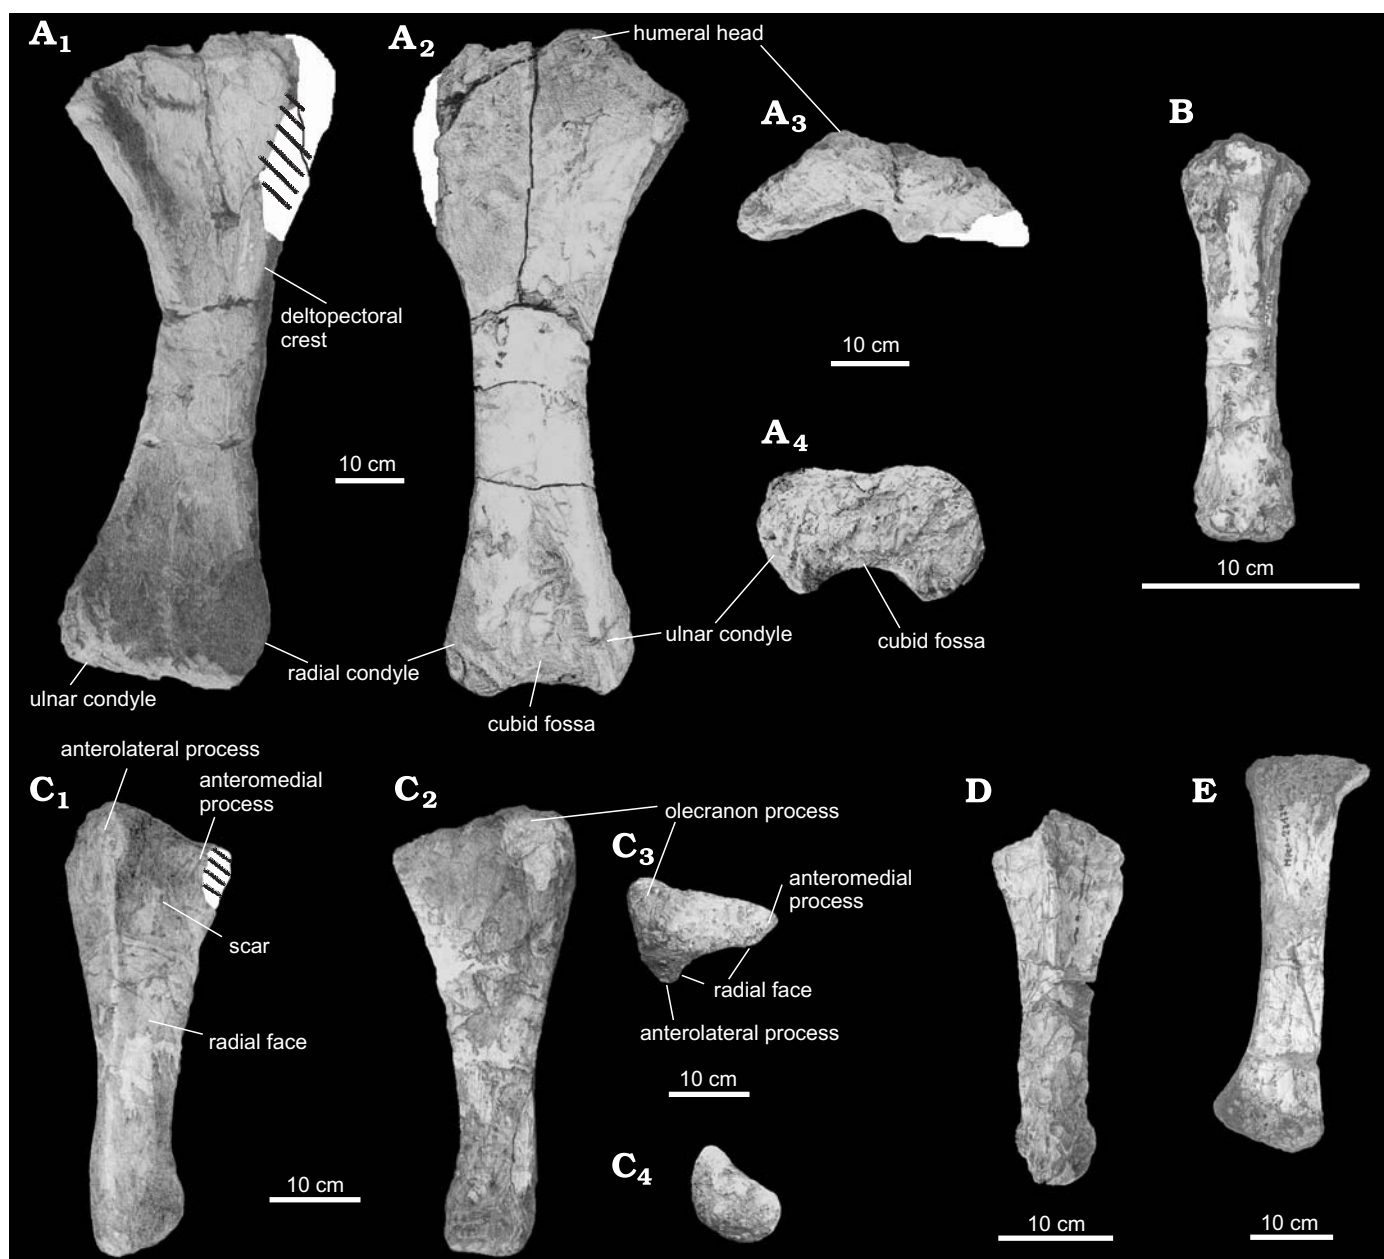 A1
A2
humeral head
A3
B
deltopectoral
crest
10 cm
A4
10 cm
10 cm
ulnar condyle
cubid fossa
radial condyle
ulnar condyle
cubid fossa
anterolateral process
anteromedial
process
C1
C2
olecranon process
D
E
C3
anteromedial
process
scar
radial face
radial face
anterolateral process
10 cm
C4
10 cm
10 cm
10 cm